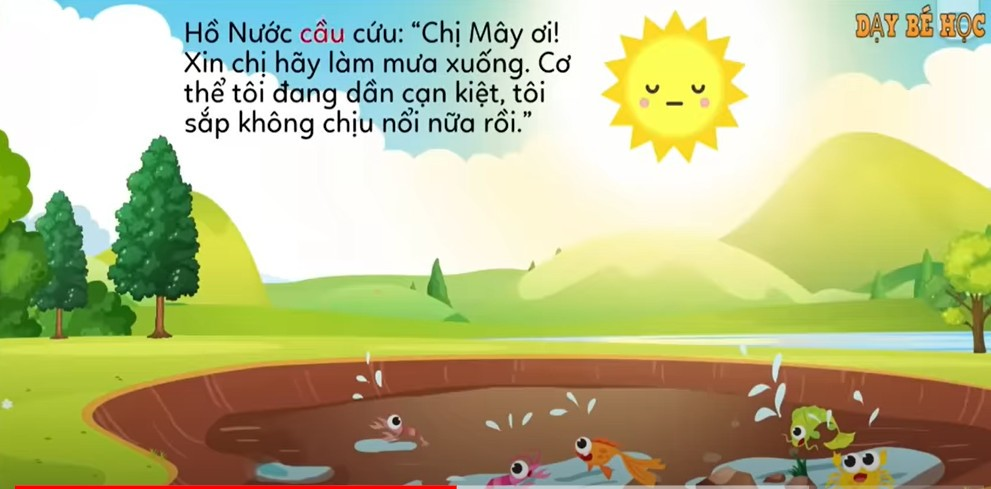 Hồ Nước cầu cứu: “Chị Mây ơi!
Xin chị hãy làm mưa xuống. Cơ
thể tôi đang dần cạn kiệt, tôi
sắp không chịu nổi nữa rồi.”
DẠY BÉ HỌC